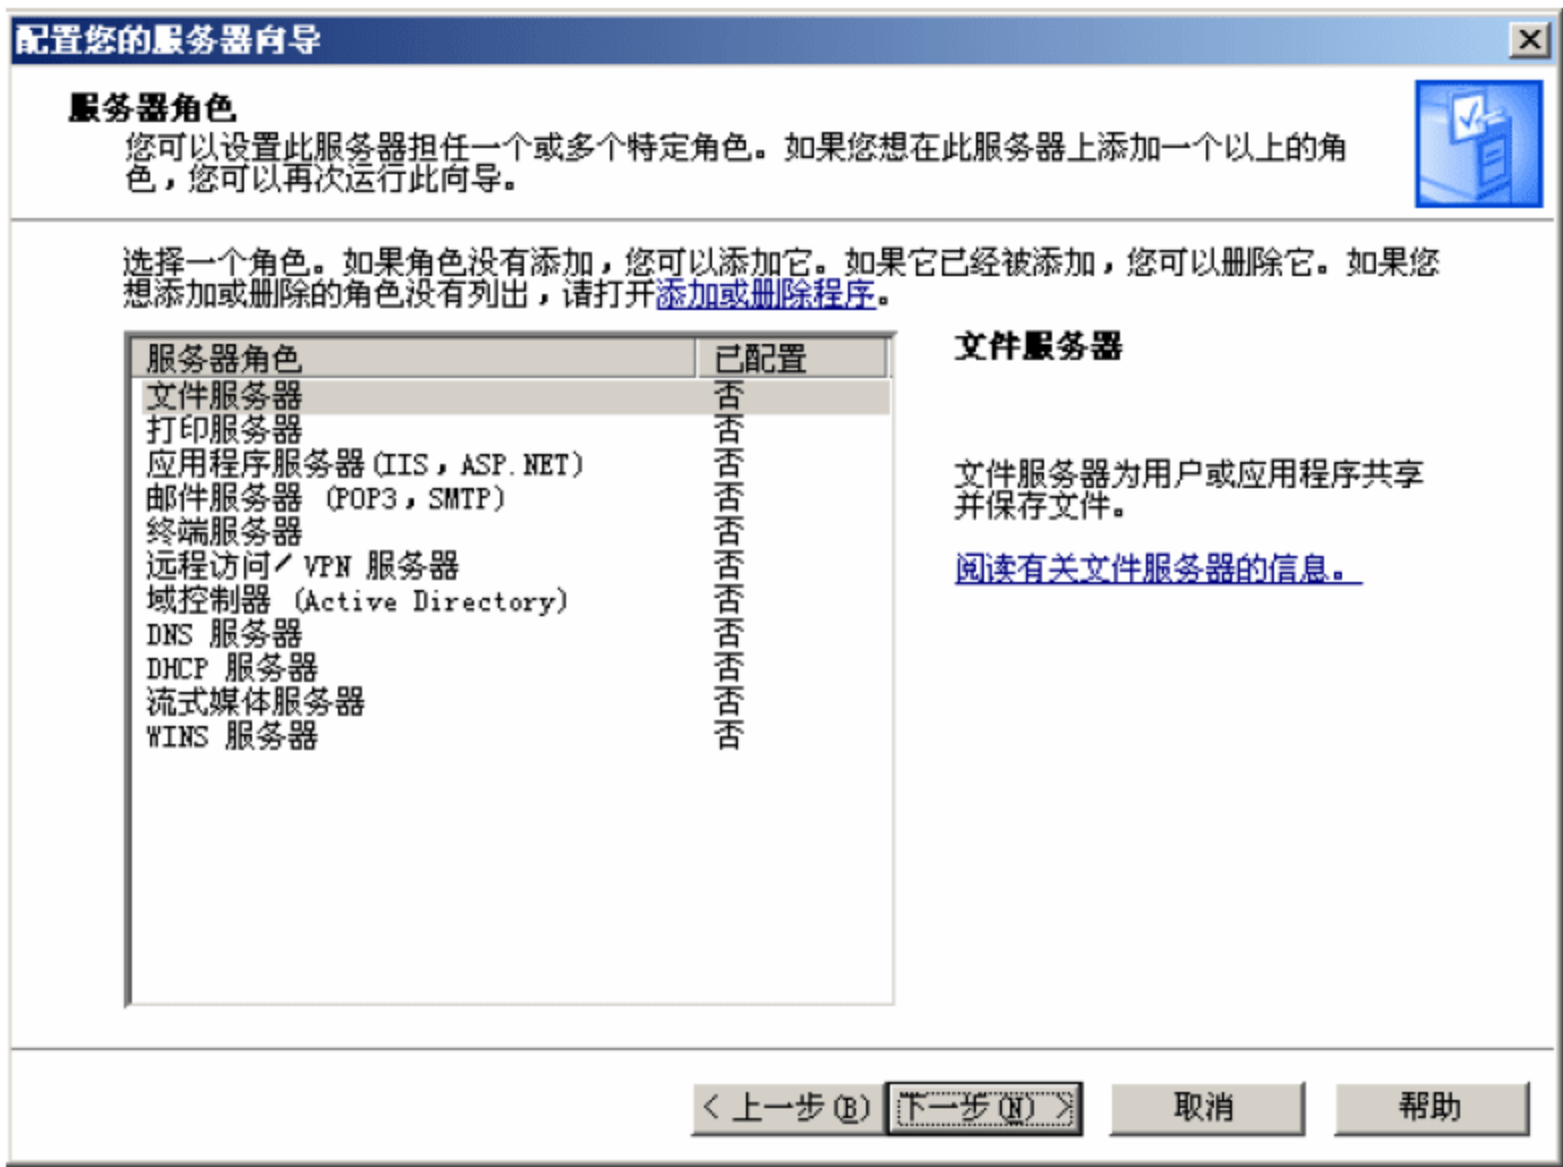 配置您的服务器向导
服务器角色
您可以设置此服务器担任一个或多个特定角色。如果您想在此服务器上添加一个以上的角
色，您可以再次运行此向导。
选择一个角色。如果角色没有添加，您可以添加它。如果它已经被添加，您可以删除它。如果您
想添加或删除的角色没有列出，请打开添加或删除程序。
服务器角色 已配置
文件服务器 否
打印服务器 否
应用程序服务器(IIS，ASP.NET) 否
邮件服务器 (POP3，SMTP) 否
终端服务器 否
远程访问/ VPN 服务器 否
域控制器 (Active Directory) 否
DNS 服务器 否
DHCP 服务器 否
流式媒体服务器 否
WINS 服务器 否
文件服务器
文件服务器为用户或应用程序共享
并保存文件。
阅读有关文件服务器的信息。
< 上一步(B) 下一步(N) > 取消 帮助